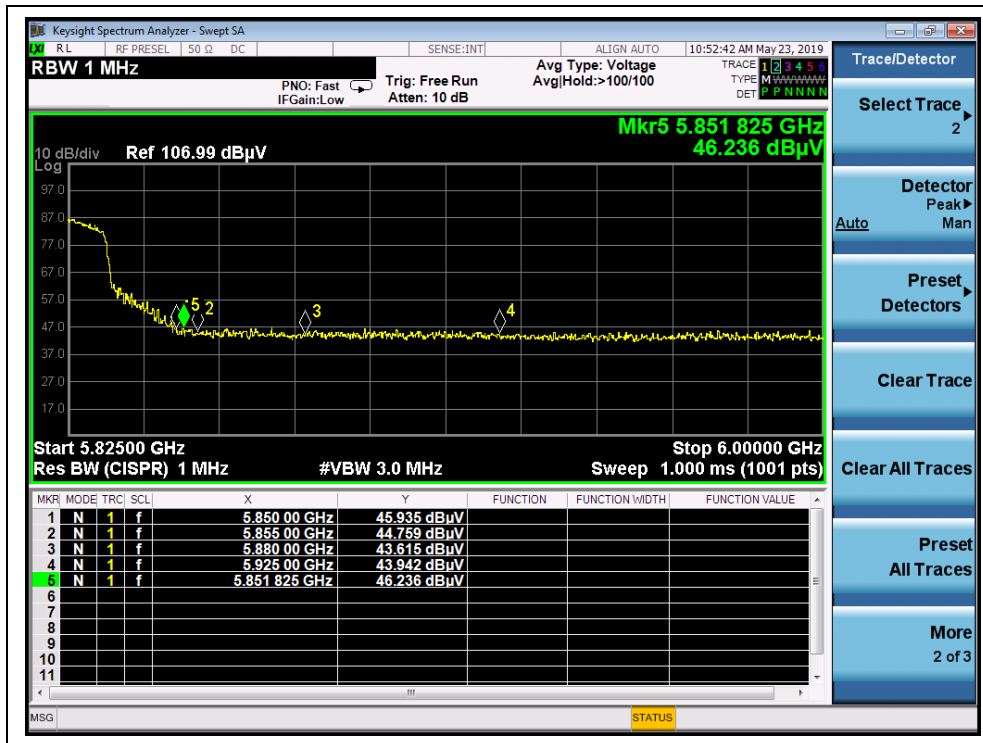 Keysight Spectrum Analyzer - Swept SA
LXI RL RF PRESEL 50 Ω DC SENSE:INT ALIGN AUTO 10:52:42 AM May 23, 2019
RBW 1 MHz
PNO: Fast
IFGain:Low
Trig: Free Run
Atten: 10 dB
Avg Type: Voltage
Avg|Hold:>100/100
TRACE 1 2 3 4 5 6
TYPE M W W W W W
DET P P N N N N
Mkr5 5.851 825 GHz
46.236 dBµV
10 dB/div Ref 106.99 dBµV
Log
97.0
87.0
77.0
67.0
57.0
47.0
37.0
27.0
17.0
5 2 3 4
Start 5.82500 GHz Stop 6.00000 GHz
Res BW (CISPR) 1 MHz #VBW 3.0 MHz Sweep 1.000 ms (1001 pts)
MKR MODE TRC SCL X Y FUNCTION FUNCTION WIDTH FUNCTION VALUE
1 N 1 f 5.850 00 GHz 45.935 dBµV
2 N 1 f 5.855 00 GHz 44.759 dBµV
3 N 1 f 5.880 00 GHz 43.615 dBµV
4 N 1 f 5.925 00 GHz 43.942 dBµV
5 N 1 f 5.851 825 GHz 46.236 dBµV
6
7
8
9
10
11
MSG STATUS
Trace/Detector
Select Trace
2
Detector
Peak
Auto Man
Preset
Detectors
Clear Trace
Clear All Traces
Preset
All Traces
More
2 of 3